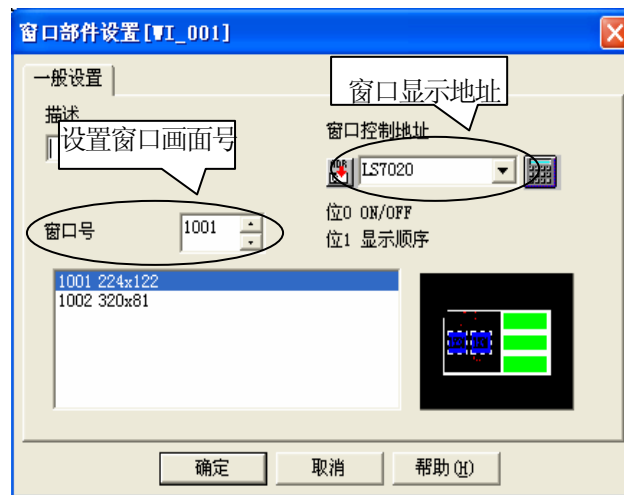 窗口部件设置[WI_001]
一般设置
窗口显示地址
描述
设置窗口画面号
窗口控制地址
LS7020
位0 ON/OFF
位1 显示顺序
窗口号
1001
1001 224x122
1002 320x81
确定
取消
帮助(H)